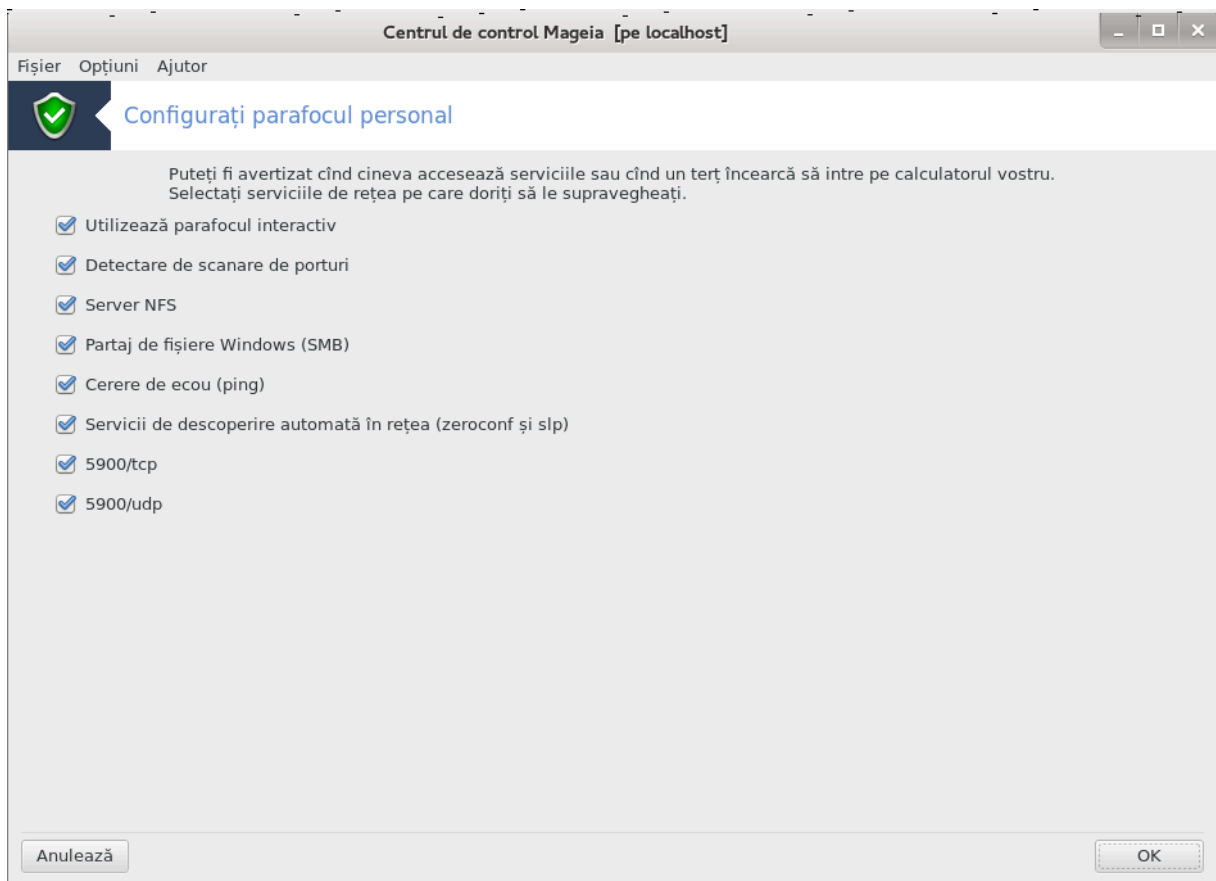 Centrul de control Mageia [pe localhost]
Fișier Opțiuni Ajutor
Configurați parafocul personal
Puteți fi avertizat cînd cineva accesează serviciile sau cînd un terț încearcă să intre pe calculatorul vostru.
Selectați serviciile de rețea pe care doriți să le supravegheați.
Utilizează parafocul interactiv
Detectare de scanare de porturi
Server NFS
Partaj de fișiere Windows (SMB)
Cerere de ecou (ping)
Servicii de descoperire automată în rețea (zeroconf și slp)
5900/tcp
5900/udp
Anulează OK